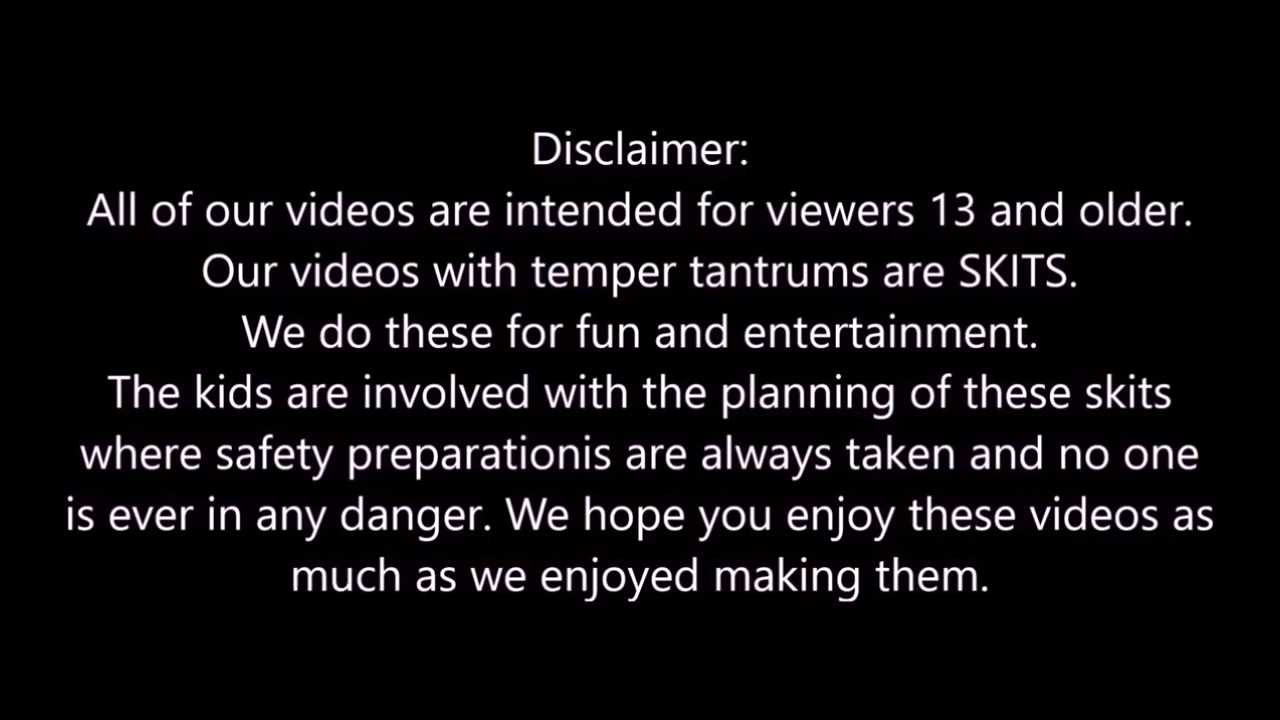 Disclaimer:
All of our videos are intended for viewers 13 and older.
Our videos with temper tantrums are SKITS.
We do these for fun and entertainment.
The kids are involved with the planning of these skits
where safety preparationis are always taken and no one
is ever in any danger. We hope you enjoy these videos as
much as we enjoyed making them.